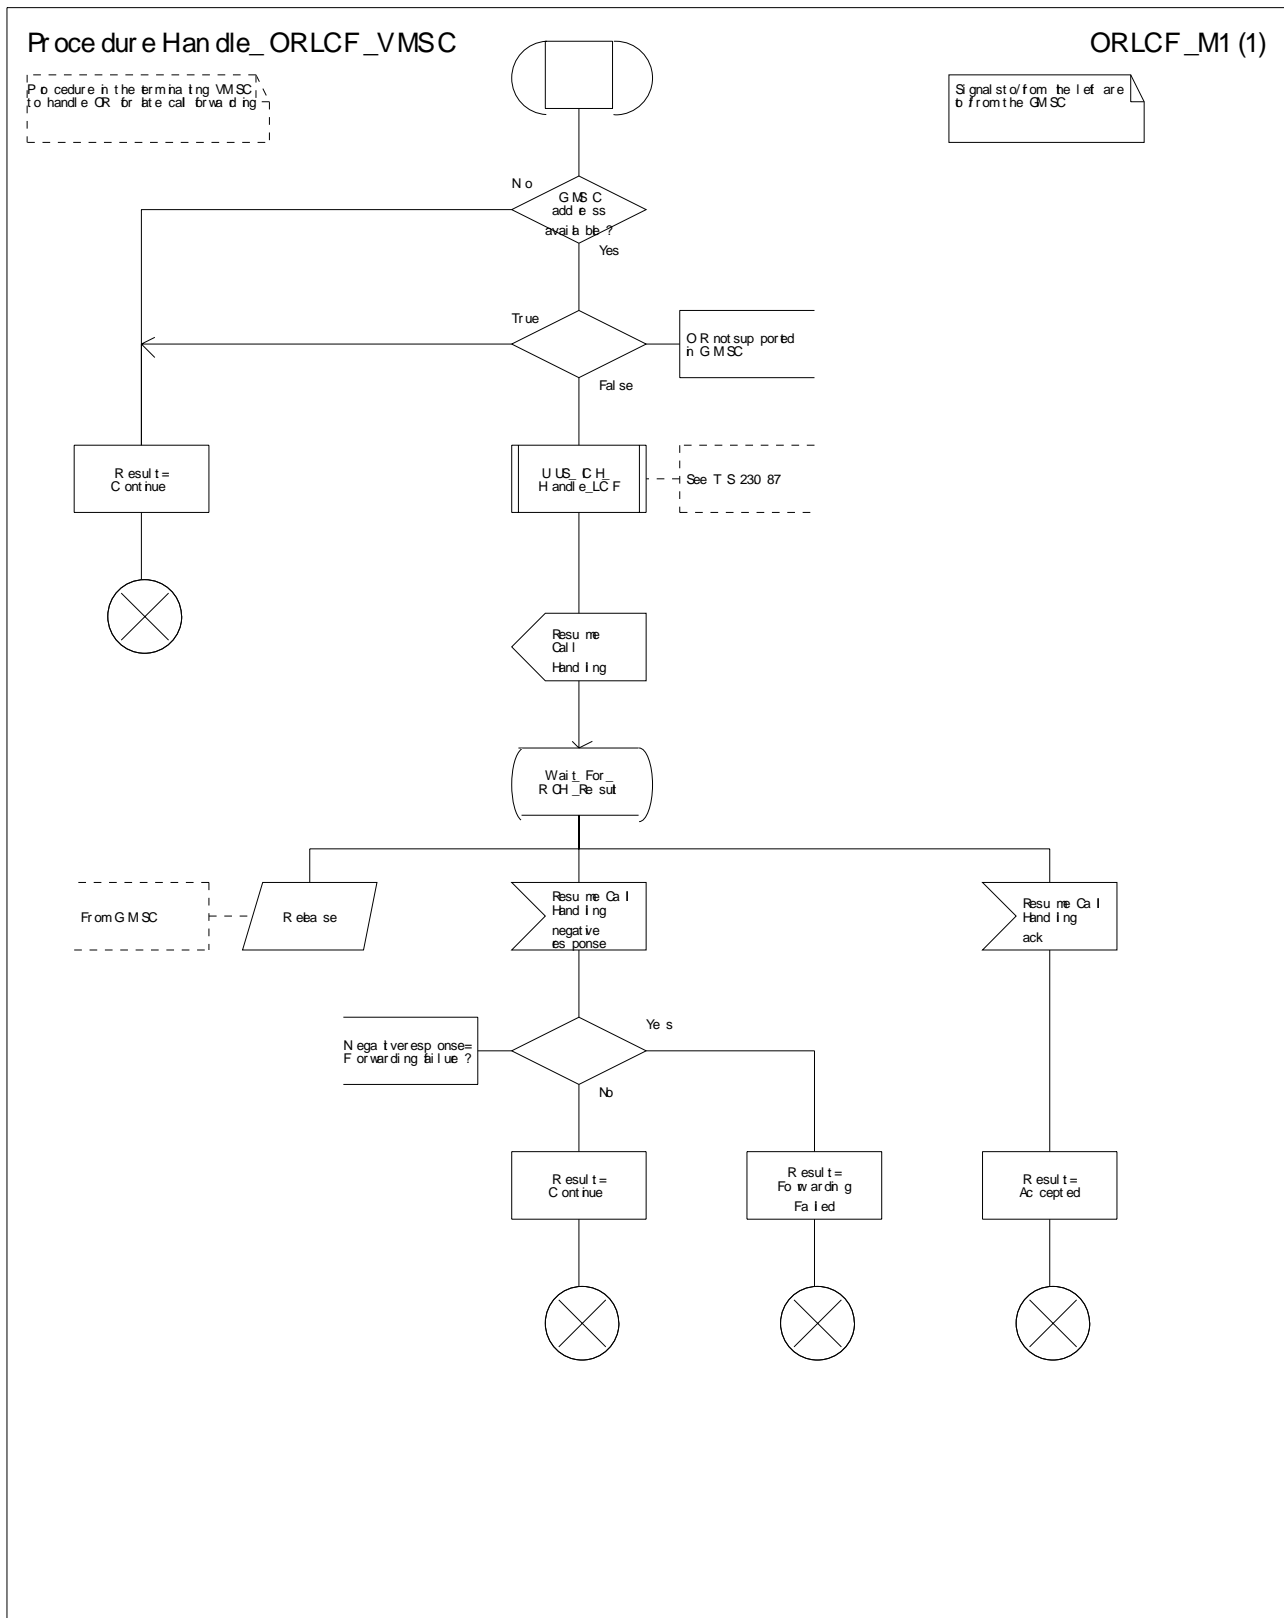 Procedure Handle_ORLCF_VMSC
ORLCF_M1(1)
Procedure in the terminating VMSC
to handle OR for late call forwarding
Signals to/from the left are
to/from the GMSC
No
GMSC
address
available?
Yes
True
OR not supported
in GMSC
False
Result=
Continue
UUS_ICH_
Handle_LCF
See TS 23087
Resume
Call
Handling
Wait_For_
RCH_Result
From GMSC
Release
Resume Call
Handling
negative
response
Resume Call
Handling
ack
Negative response=
Forwarding failure?
Yes
No
Result=
Continue
Result=
Forwarding
Failed
Result=
Accepted